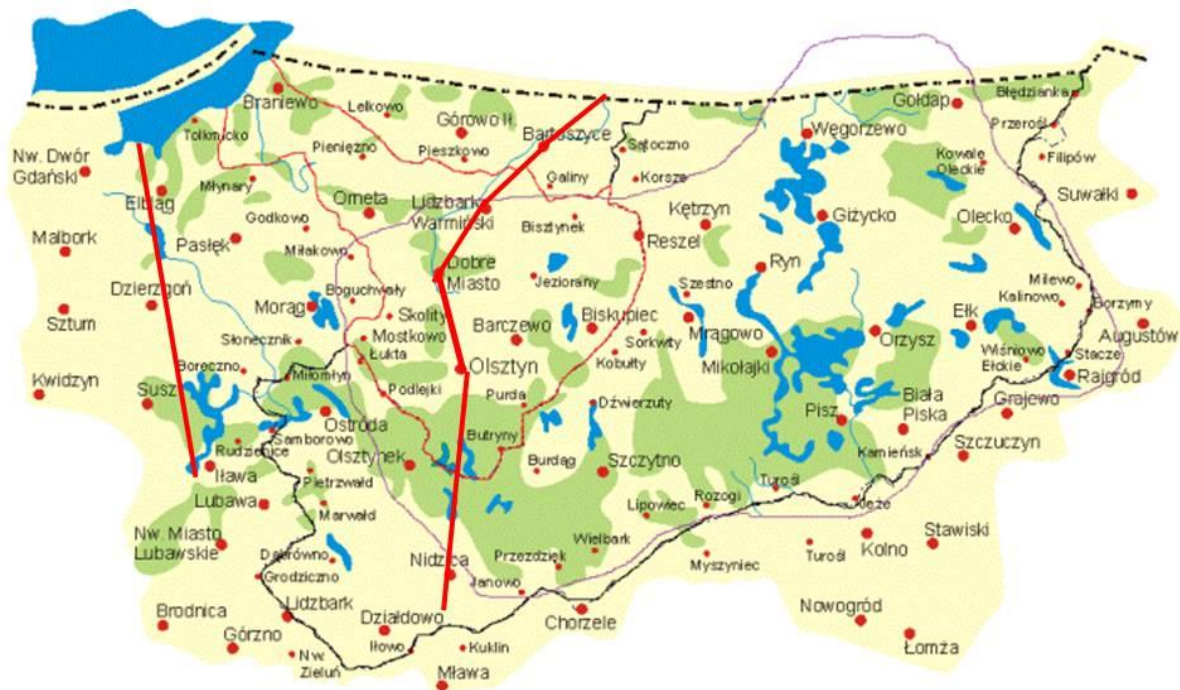 Braniewo
Lelkowo
Tolkmicko
Górowo Ił.
Bartoszyce
Gołdap
Błędzianka
Przerośl
Węgorzewo
Sątoczno
Nw. Dwór
Gdański
Pieniężno
Pieszkowo
Kowale
Oleckie
Filipów
Młynary
Galiny
Korsze
Suwałki
Elbląg
Orneta
Lidzbark
Warmiński
Godkowo
Bisztynek
Kętrzyn
Giżycko
Olecko
Malbork
Pasłęk
Miłakowo
Reszel
Dobre
Miasto
Jeziorany
Ryn
Szestno
Milewo
Kalinowo
Borzymy
Dzierzgoń
Morąg
Boguchwały
Skolity
Sztum
Mostkowo
Barczewo
Biskupiec
Sorkwity
Mrągowo
Orzysz
Ełk
Augustów
Słonecznik
Łukta
Kobułty
Mikołajki
Wiśniowo
Ełckie
Stacze
Rajgród
Boreczno
Miłomłyn
Olsztyn
Kwidzyn
Susz
Podlejki
Purda
Dźwierzuty
Pisz
Biała
Piska
Grajewo
Ostróda
Samborowo
Rudzienice
Butryny
Olsztynek
Burdąg
Szczytno
Kamieńsk
Szczuczyn
Iława
Pietrzwałd
Turośl
Lubawa
Marwałd
Lipowiec
Rozogi
Jeże
Nw. Miasto
Lubawskie
Dąbrówno
Wielbark
Przezdzięk
Myszyniec
Turośl
Kolno
Stawiski
Grodziczno
Nidzica
Janowo
Brodnica
Lidzbark
Działdowo
Chorzele
Nowogród
Górzno
Nw.
Zieluń
Iłowo
Kuklin
Mława
Łomża